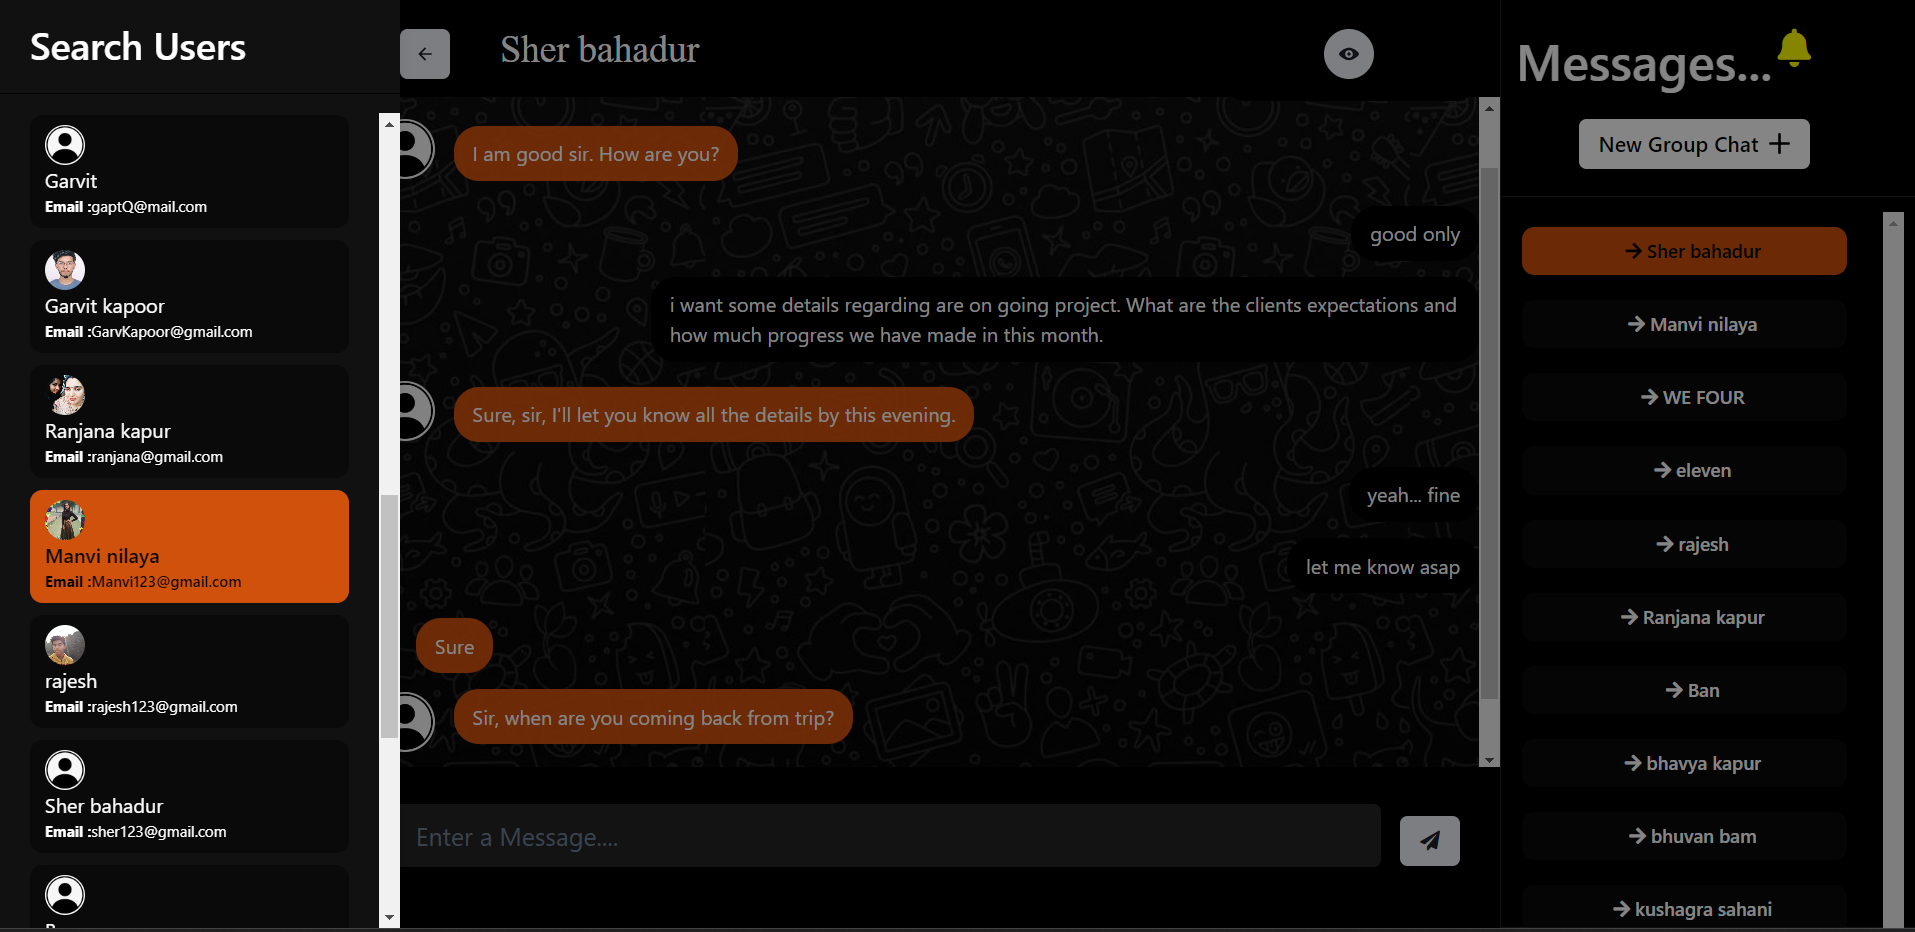 Search Users
Garvit
Email :gaptQ@mail.com
Garvit kapoor
Email :GarvKapoor@gmail.com
Ranjana kapur
Email :ranjana@gmail.com
Manvi nilaya
Email :Manvi123@gmail.com
rajesh
Email :rajesh123@gmail.com
Sher bahadur
Email :sher123@gmail.com
Sher bahadur
I am good sir. How are you?
good only
i want some details regarding are on going project. What are the clients expectations and
how much progress we have made in this month.
Sure, sir, I'll let you know all the details by this evening.
yeah... fine
let me know asap
Sure
Sir, when are you coming back from trip?
Enter a Message....
Messages...
New Group Chat
Sher bahadur
Manvi nilaya
WE FOUR
eleven
rajesh
Ranjana kapur
Ban
bhavya kapur
bhuvan bam
kushagra sahani